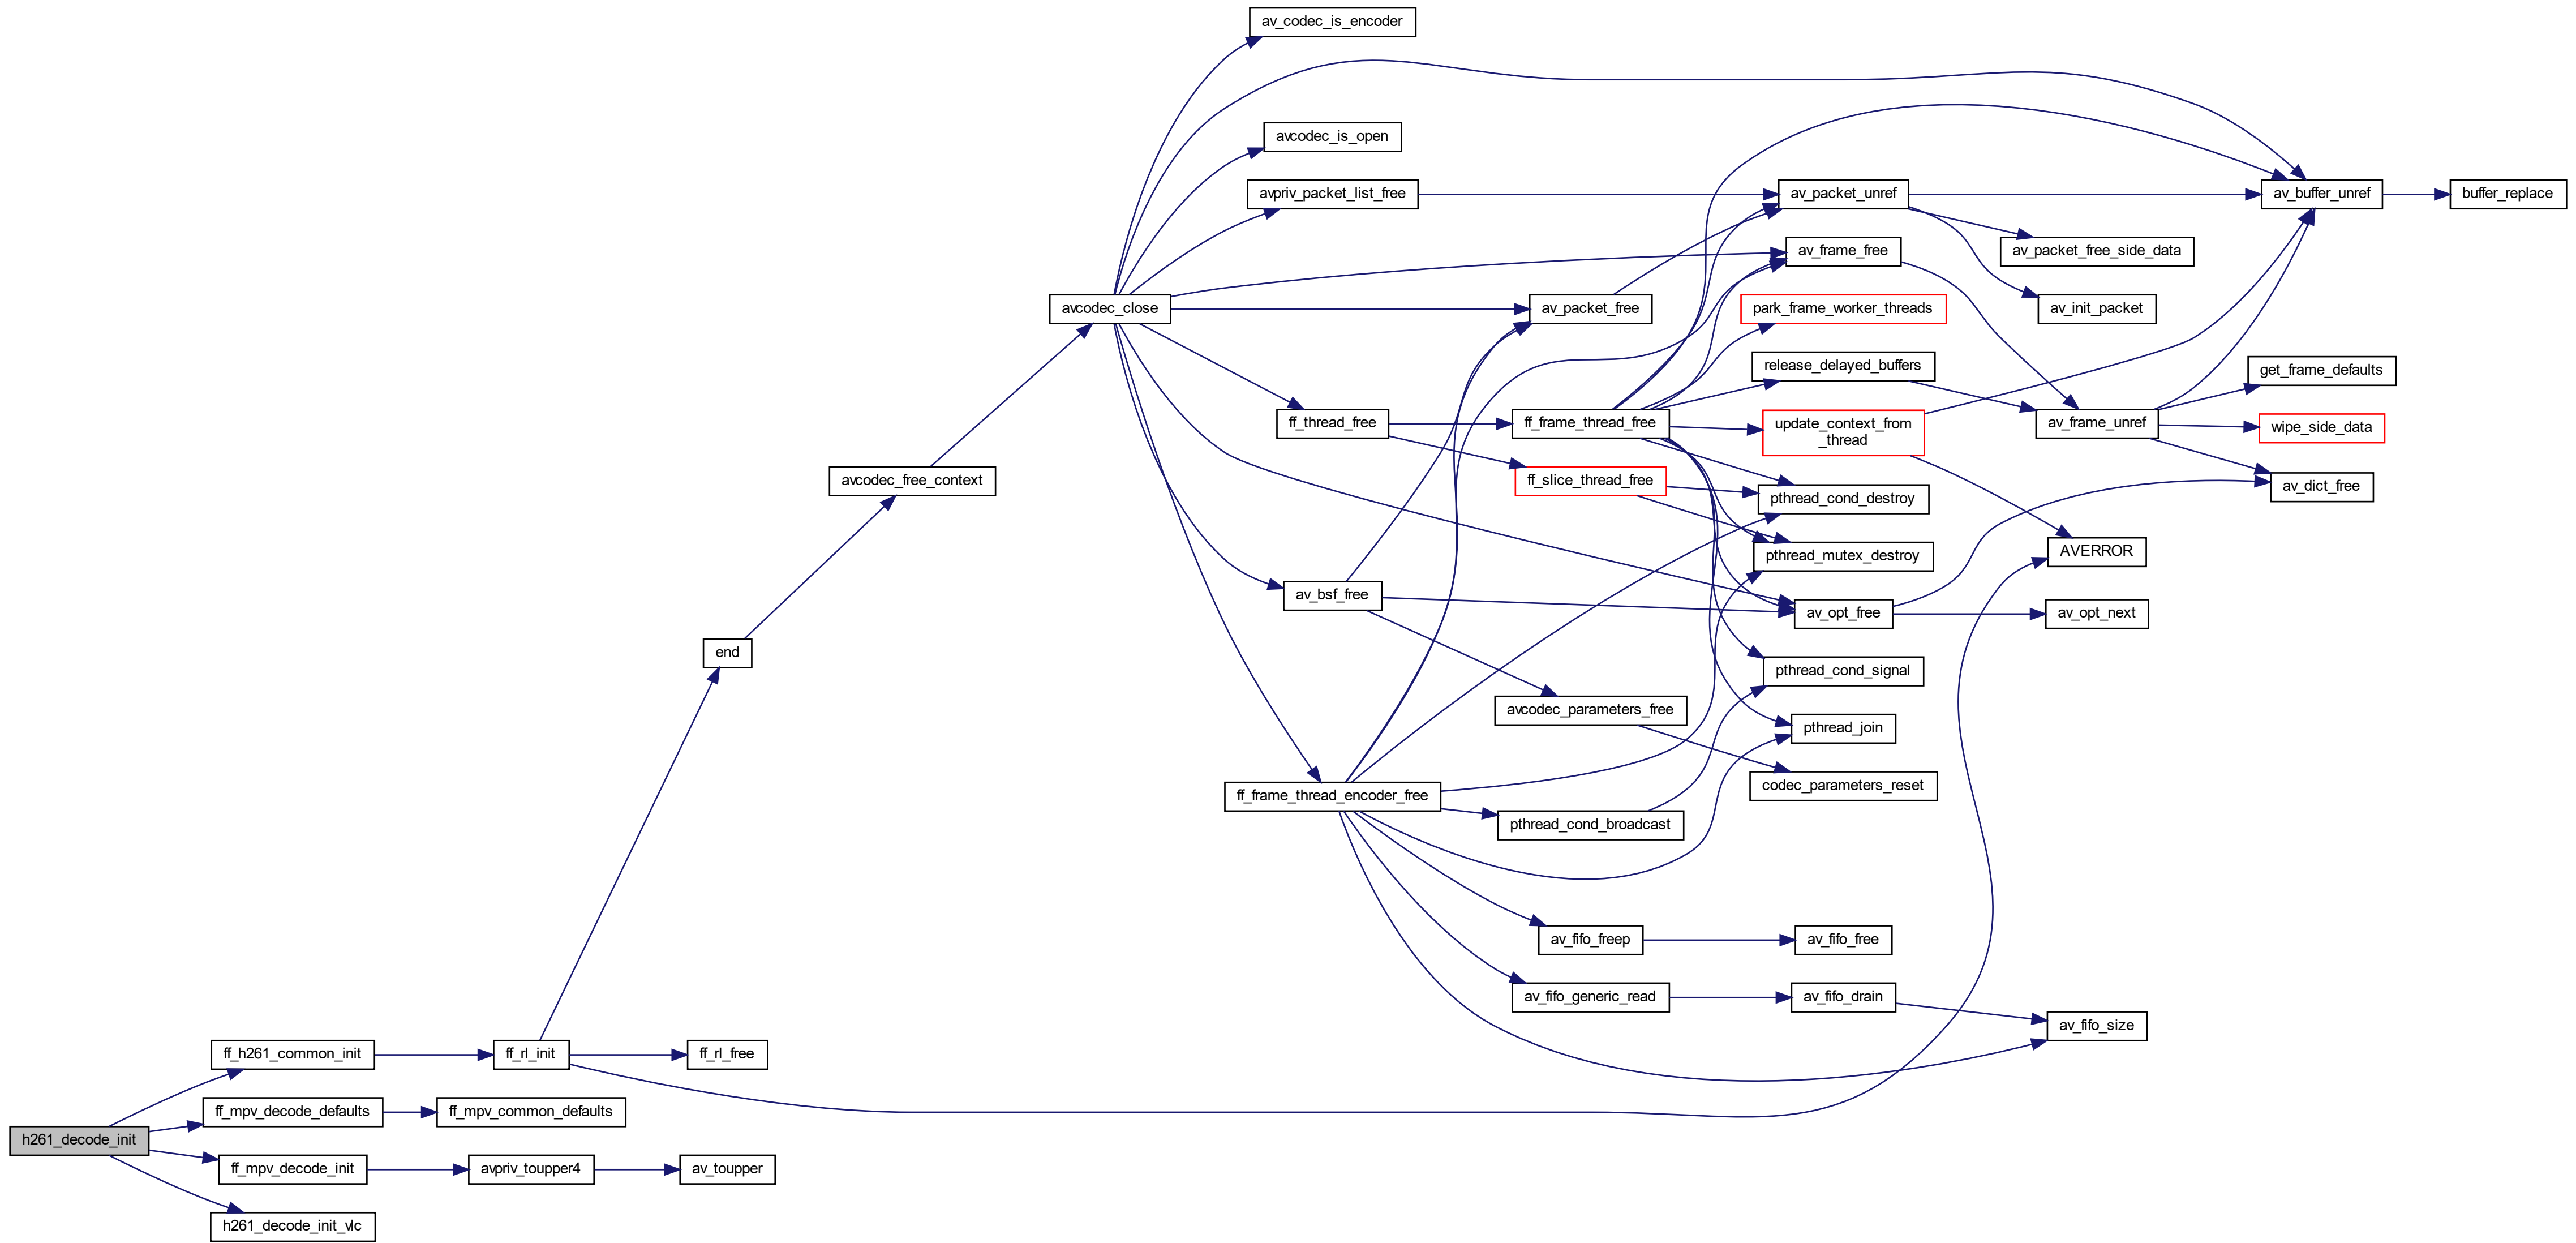 av_codec_is_encoder
avcodec_is_open
avpriv_packet_list_free
av_packet_unref
av_buffer_unref
buffer_replace
av_frame_free
av_packet_free_side_data
avcodec_close
av_packet_free
park_frame_worker_threads
av_init_packet
release_delayed_buffers
get_frame_defaults
ff_thread_free
ff_frame_thread_free
update_context_from
_thread
av_frame_unref
wipe_side_data
avcodec_free_context
ff_slice_thread_free
pthread_cond_destroy
av_dict_free
pthread_mutex_destroy
AVERROR
av_bsf_free
av_opt_free
av_opt_next
end
pthread_cond_signal
avcodec_parameters_free
pthread_join
codec_parameters_reset
ff_frame_thread_encoder_free
pthread_cond_broadcast
av_fifo_freep
av_fifo_free
av_fifo_generic_read
av_fifo_drain
av_fifo_size
ff_h261_common_init
ff_rl_init
ff_rl_free
ff_mpv_decode_defaults
ff_mpv_common_defaults
h261_decode_init
ff_mpv_decode_init
avpriv_toupper4
av_toupper
h261_decode_init_vlc